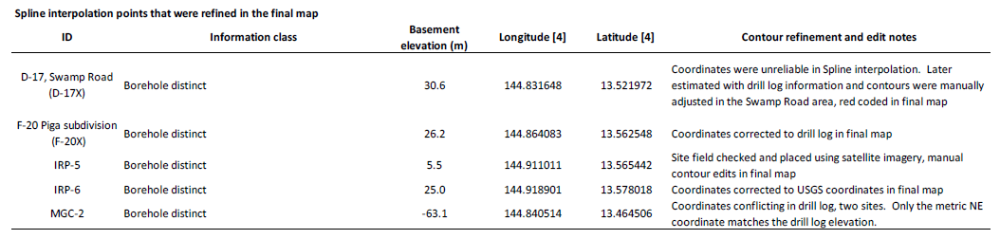 Spline interpolation points that were refined in the final map
ID Information class Basement elevation (m) Longitude [4] Latitude [4] Contour refinement and edit notes
D-17, Swamp Road (D-17X) Borehole distinct 30.6 144.831648 13.521972 Coordinates were unreliable in Spline interpolation. Later estimated with drill log information and contours were manually adjusted in the Swamp Road area, red coded in final map
F-20 Piga subdivision (F-20X) Borehole distinct 26.2 144.864083 13.562548 Coordinates corrected to drill log in final map
IRP-5 Borehole distinct 5.5 144.911011 13.565442 Site field checked and placed using satellite imagery, manual contour edits in final map
IRP-6 Borehole distinct 25.0 144.918901 13.578018 Coordinates corrected to USGS coordinates in final map
MGC-2 Borehole distinct -63.1 144.840514 13.464506 Coordinates conflicting in drill log, two sites. Only the metric NE coordinate matches the drill log elevation.